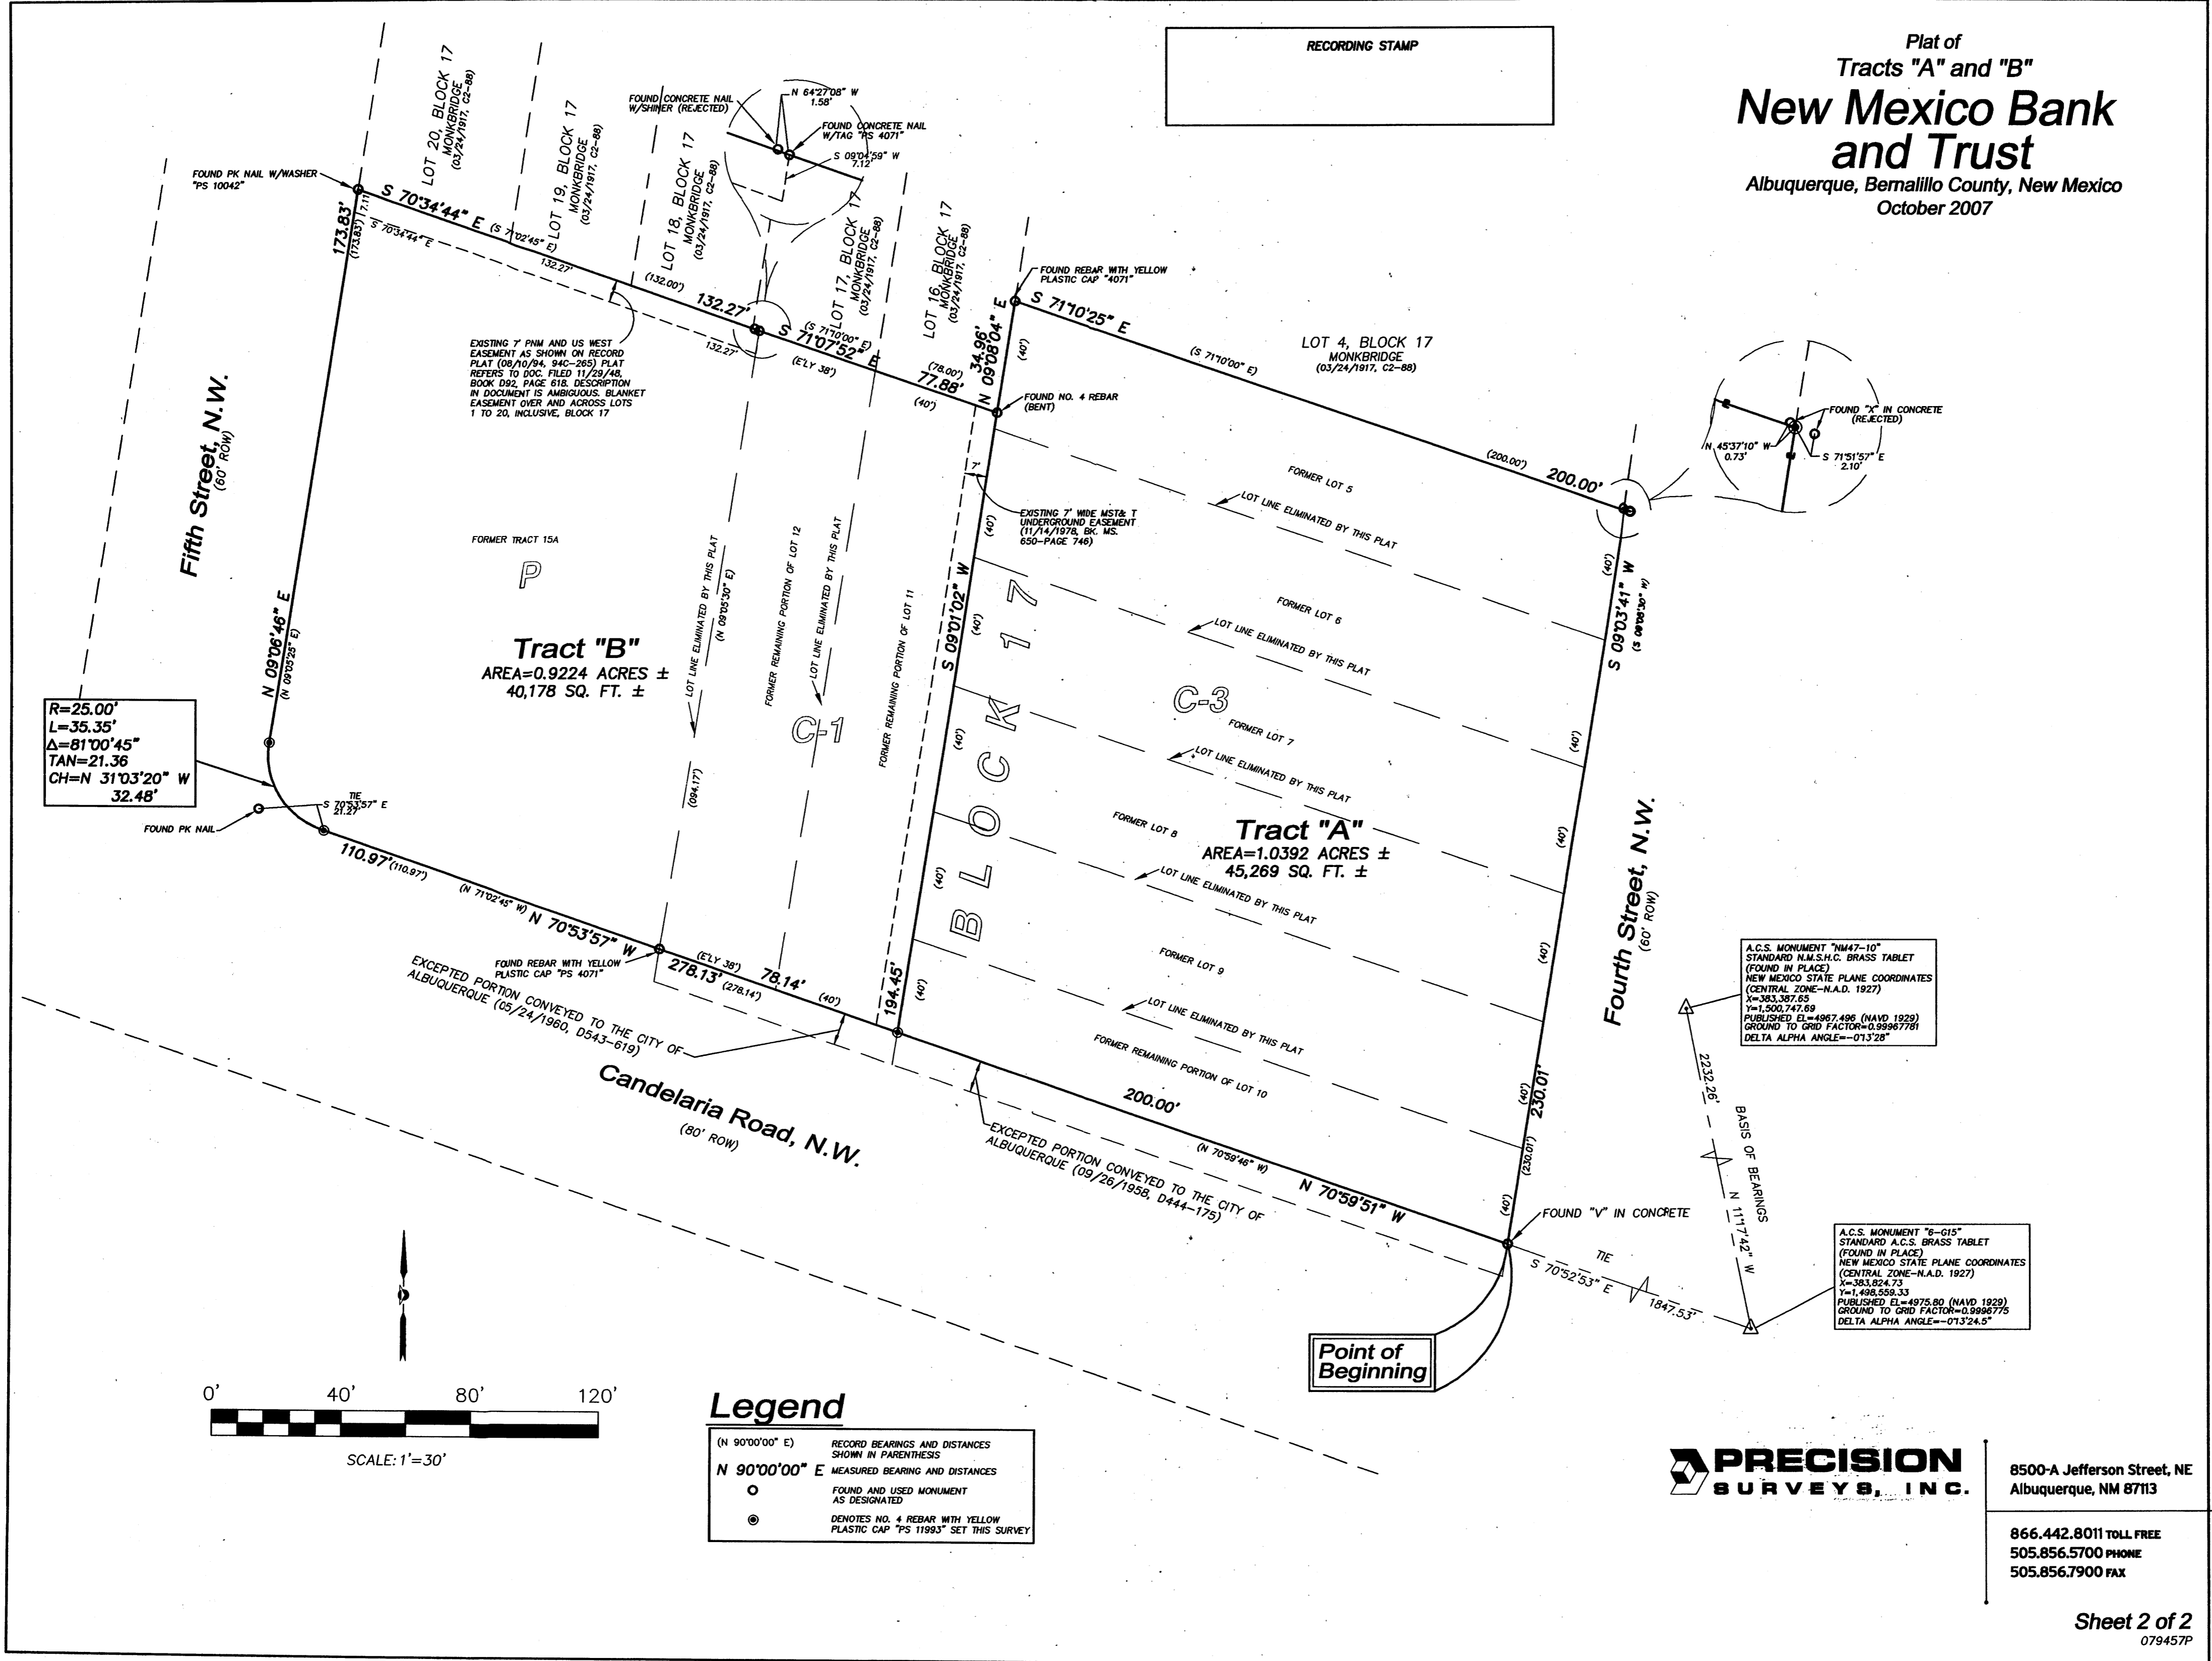 RECORDING STAMP
Plat of
Tracts "A" and "B"
New Mexico Bank
and Trust
Albuquerque, Bernalillo County, New Mexico
October 2007
LOT 20, BLOCK 17
MONKBRIDGE
(03/24/1917, C2-88)
LOT 19, BLOCK 17
MONKBRIDGE
(03/24/1917, C2-88)
LOT 18, BLOCK 17
MONKBRIDGE
(03/24/1917, C2-88)
LOT 17, BLOCK 17
MONKBRIDGE
(03/24/1917, C2-88)
LOT 16, BLOCK 17
MONKBRIDGE
(03/24/1917, C2-88)
FOUND CONCRETE NAIL
W/SHINER (REJECTED)
N 64°27'08" W
1.58'
FOUND CONCRETE NAIL
W/TAG "PS 4071"
S 09°04'59" W
7.12'
FOUND PK NAIL W/WASHER
"PS 10042"
173.83'
(173.83')
7.11'
S 70°34'44" E
(S 71°02'45" E)
S 70°34'44" E
132.27'
(132.00')
132.27'
132.27'
S 71°07'52" E
(S 71°10'00" E)
(E'LY 38')
(78.00')
77.88'
(40')
34.96'
N 09°08'04" E
(40')
FOUND REBAR WITH YELLOW
PLASTIC CAP "4071"
S 71°10'25" E
(S 71°10'00" E)
LOT 4, BLOCK 17
MONKBRIDGE
(03/24/1917, C2-88)
(200.00')
200.00'
FOUND "X" IN CONCRETE
(REJECTED)
N 45°37'10" W
0.73'
S 71°51'57" E
2.10'
FOUND NO. 4 REBAR
(BENT)
EXISTING 7' PNM AND US WEST
EASEMENT AS SHOWN ON RECORD
PLAT (08/10/94, 94C-265) PLAT
REFERS TO DOC. FILED 11/29/48,
BOOK D92, PAGE 618. DESCRIPTION
IN DOCUMENT IS AMBIGUOUS. BLANKET
EASEMENT OVER AND ACROSS LOTS
1 TO 20, INCLUSIVE, BLOCK 17
7'
EXISTING 7' WIDE MST& T
UNDERGROUND EASEMENT
(11/14/1978, BK. MS.
650-PAGE 746)
Fifth Street, N.W.
(60' ROW)
N 09°06'46" E
(N 09°05'25" E)
FORMER TRACT 15A
P
Tract "B"
AREA=0.9224 ACRES ±
40,178 SQ. FT. ±
LOT LINE ELIMINATED BY THIS PLAT
(N 09°05'30" E)
(094.17')
FORMER REMAINING PORTION OF LOT 12
LOT LINE ELIMINATED BY THIS PLAT
C-1
FORMER REMAINING PORTION OF LOT 11
S 09°01'02" W
194.45'
(40')
(40')
(40')
(40')
(40')
BLOCK 17
FORMER LOT 5
LOT LINE ELIMINATED BY THIS PLAT
FORMER LOT 6
LOT LINE ELIMINATED BY THIS PLAT
C-3
FORMER LOT 7
LOT LINE ELIMINATED BY THIS PLAT
FORMER LOT 8
Tract "A"
AREA=1.0392 ACRES ±
45,269 SQ. FT. ±
LOT LINE ELIMINATED BY THIS PLAT
FORMER LOT 9
LOT LINE ELIMINATED BY THIS PLAT
FORMER REMAINING PORTION OF LOT 10
(40')
S 09°03'41" W
(40')
(40')
(40')
(40')
230.01'
(230.01')
(40')
Fourth Street, N.W.
(60' ROW)
R=25.00'
L=35.35'
Δ=81°00'45"
TAN=21.36
CH=N 31°03'20" W
32.48'
TIE
S 70°53'57" E
21.27'
FOUND PK NAIL
110.97'
(110.97')
(N 71°02'45" W)
N 70°53'57" W
FOUND REBAR WITH YELLOW
PLASTIC CAP "PS 4071"
(E'LY 38')
278.13'
(278.14')
78.14'
(40')
EXCEPTED PORTION CONVEYED TO THE CITY OF
ALBUQUERQUE (05/24/1960, D543-619)
Candelaria Road, N.W.
(80' ROW)
200.00'
(N 70°59'46" W)
N 70°59'51" W
EXCEPTED PORTION CONVEYED TO THE CITY OF
ALBUQUERQUE (09/26/1958, D444-175)
FOUND "V" IN CONCRETE
TIE
S 70°52'53" E
1847.53'
Point of
Beginning
A.C.S. MONUMENT "NM47-10"
STANDARD N.M.S.H.C. BRASS TABLET
(FOUND IN PLACE)
NEW MEXICO STATE PLANE COORDINATES
(CENTRAL ZONE-N.A.D. 1927)
X=383,387.65
Y=1,500,747.69
PUBLISHED EL=4967.496 (NAVD 1929)
GROUND TO GRID FACTOR=0.99967781
DELTA ALPHA ANGLE=-0°13'28"
2232.26'
BASIS OF BEARINGS
N 11°17'42" W
A.C.S. MONUMENT "6-G15"
STANDARD A.C.S. BRASS TABLET
(FOUND IN PLACE)
NEW MEXICO STATE PLANE COORDINATES
(CENTRAL ZONE-N.A.D. 1927)
X=383,824.73
Y=1,498,559.33
PUBLISHED EL=4975.80 (NAVD 1929)
GROUND TO GRID FACTOR=0.9996775
DELTA ALPHA ANGLE=-0°13'24.5"
0' 40' 80' 120'
SCALE: 1'=30'
Legend
(N 90°00'00" E) RECORD BEARINGS AND DISTANCES
SHOWN IN PARENTHESIS
N 90°00'00" E MEASURED BEARING AND DISTANCES
FOUND AND USED MONUMENT
AS DESIGNATED
DENOTES NO. 4 REBAR WITH YELLOW
PLASTIC CAP "PS 11993" SET THIS SURVEY
PRECISION
SURVEYS, INC.
8500-A Jefferson Street, NE
Albuquerque, NM 87113
866.442.8011 TOLL FREE
505.856.5700 PHONE
505.856.7900 FAX
Sheet 2 of 2
079457P